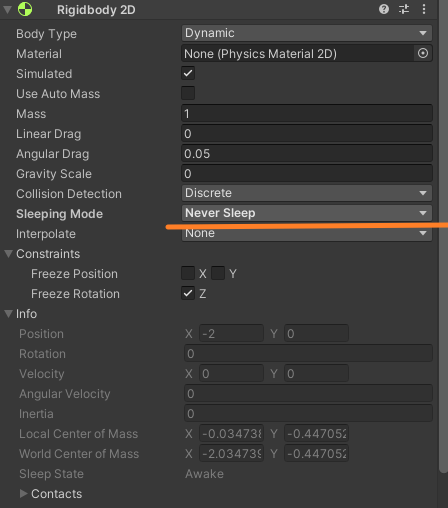 Rigidbody 2D
Body Type Dynamic
Material None (Physics Material 2D)
Simulated
Use Auto Mass
Mass 1
Linear Drag 0
Angular Drag 0.05
Gravity Scale 0
Collision Detection Discrete
Sleeping Mode Never Sleep
Interpolate None
Constraints
Freeze Position X Y
Freeze Rotation Z
Info
Position X -2 Y 0
Rotation 0
Velocity X 0 Y 0
Angular Velocity 0
Inertia 0
Local Center of Mass X -0.034739 Y -0.447052
World Center of Mass X -2.034739 Y -0.447052
Sleep State Awake
Contacts